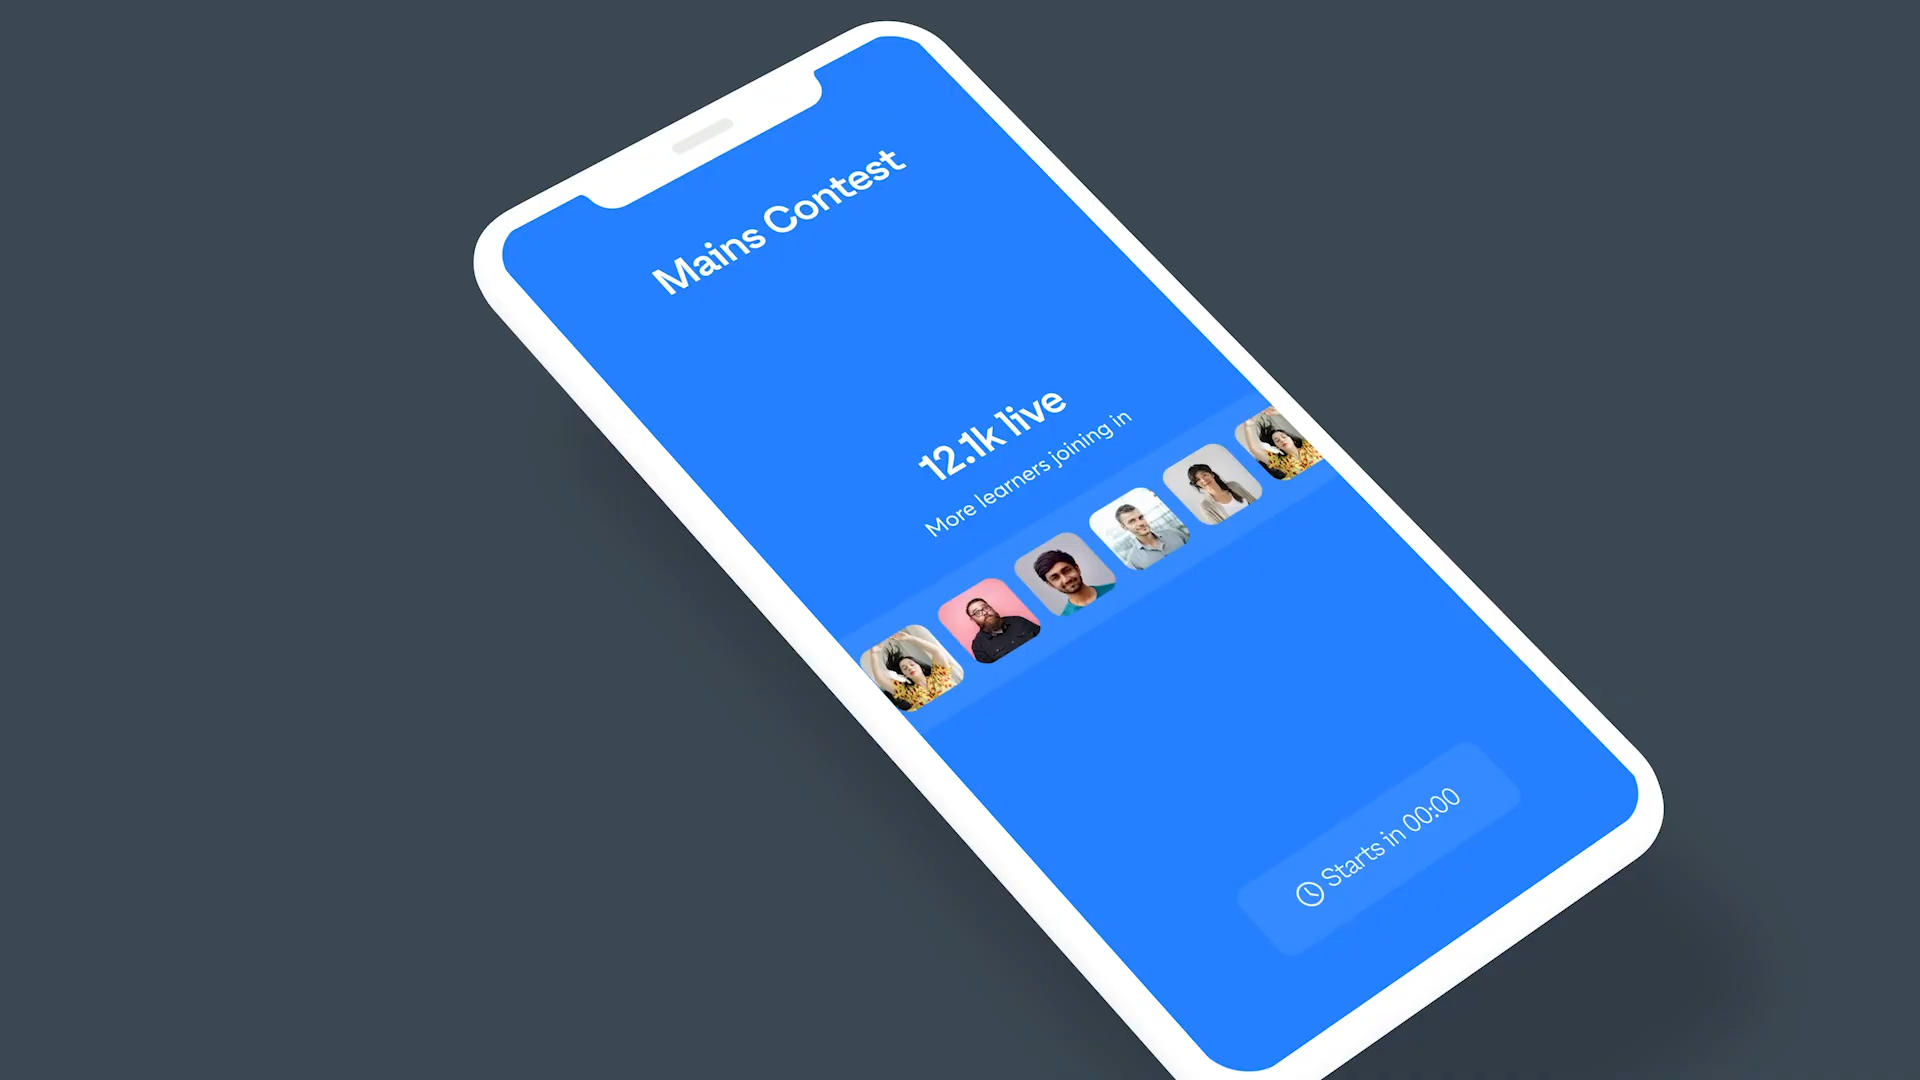 Mains Contest
12.1k live
More learners joining in
Starts in 00:00